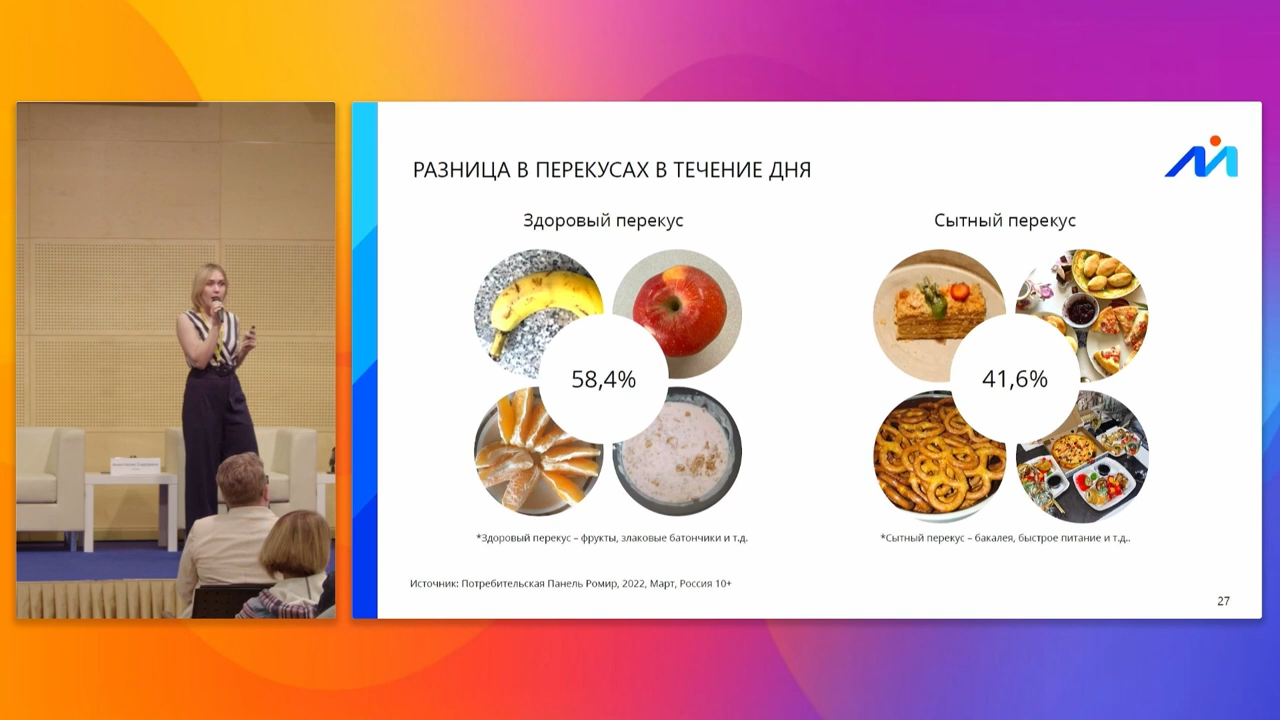 РАЗНИЦА В ПЕРЕКУСАХ В ТЕЧЕНИЕ ДНЯ
Здоровый перекус
Сытный перекус
58,4%
41,6%
*Здоровый перекус – фрукты, злаковые батончики и т.д.
*Сытный перекус – бакалея, быстрое питание и т.д..
Источник: Потребительская Панель Ромир, 2022, Март, Россия 10+
27